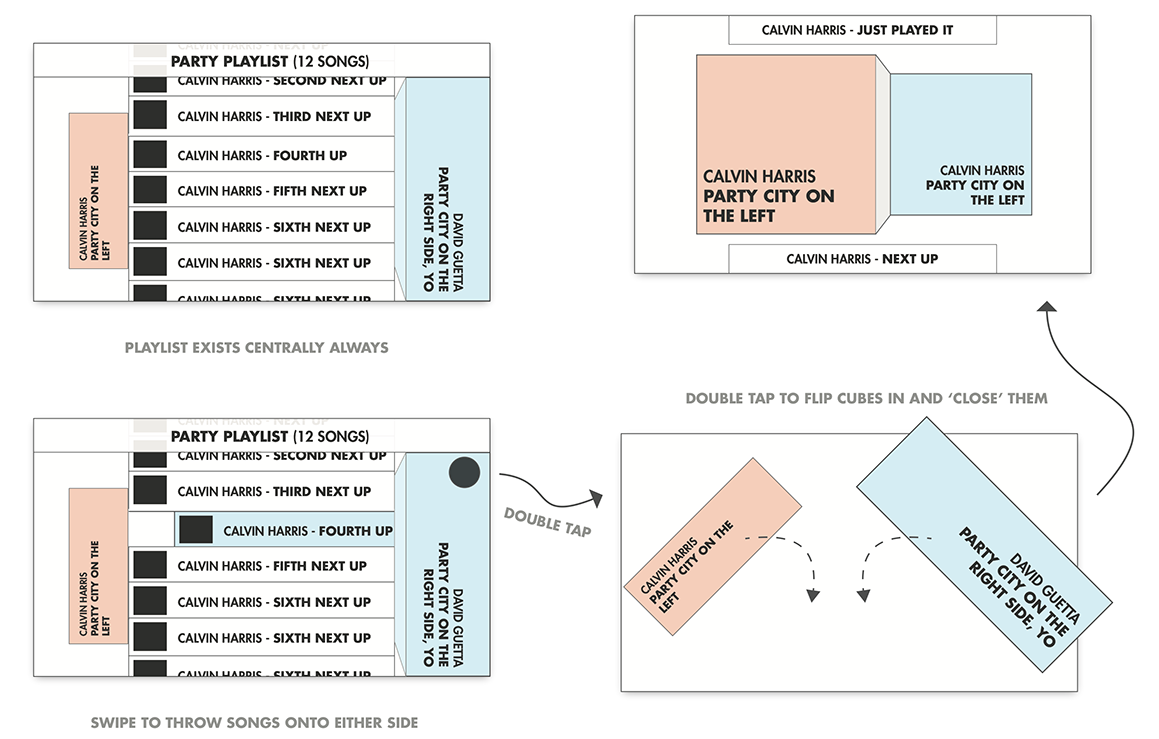 NEXT UP
PARTY PLAYLIST (12 SONGS)
CALVIN HARRIS - SECOND NEXT UP
CALVIN HARRIS - THIRD NEXT UP
CALVIN HARRIS - FOURTH UP
CALVIN HARRIS - FIFTH NEXT UP
CALVIN HARRIS - SIXTH NEXT UP
CALVIN HARRIS - SIXTH NEXT UP
CALVIN HARRIS - SIXTH NEXT UP
CALVIN HARRIS
PARTY CITY ON THE
LEFT
DAVID GUETTA
PARTY CITY ON THE
RIGHT SIDE, YO
PLAYLIST EXISTS CENTRALLY ALWAYS
CALVIN HARRIS - JUST PLAYED IT
CALVIN HARRIS
PARTY CITY ON
THE LEFT
CALVIN HARRIS
PARTY CITY ON
THE LEFT
CALVIN HARRIS - NEXT UP
CALVIN HARRIS - NEXT UP
PARTY PLAYLIST (12 SONGS)
CALVIN HARRIS - SECOND NEXT UP
CALVIN HARRIS - THIRD NEXT UP
CALVIN HARRIS - FOURTH UP
CALVIN HARRIS - FIFTH NEXT UP
CALVIN HARRIS - SIXTH NEXT UP
CALVIN HARRIS - SIXTH NEXT UP
CALVIN HARRIS - SIXTH NEXT UP
CALVIN HARRIS
PARTY CITY ON THE
LEFT
DAVID GUETTA
PARTY CITY ON THE
RIGHT SIDE, YO
SWIPE TO THROW SONGS ONTO EITHER SIDE
DOUBLE TAP
DOUBLE TAP TO FLIP CUBES IN AND ‘CLOSE’ THEM
CALVIN HARRIS
PARTY CITY ON THE
LEFT
DAVID GUETTA
PARTY CITY ON THE
RIGHT SIDE, YO